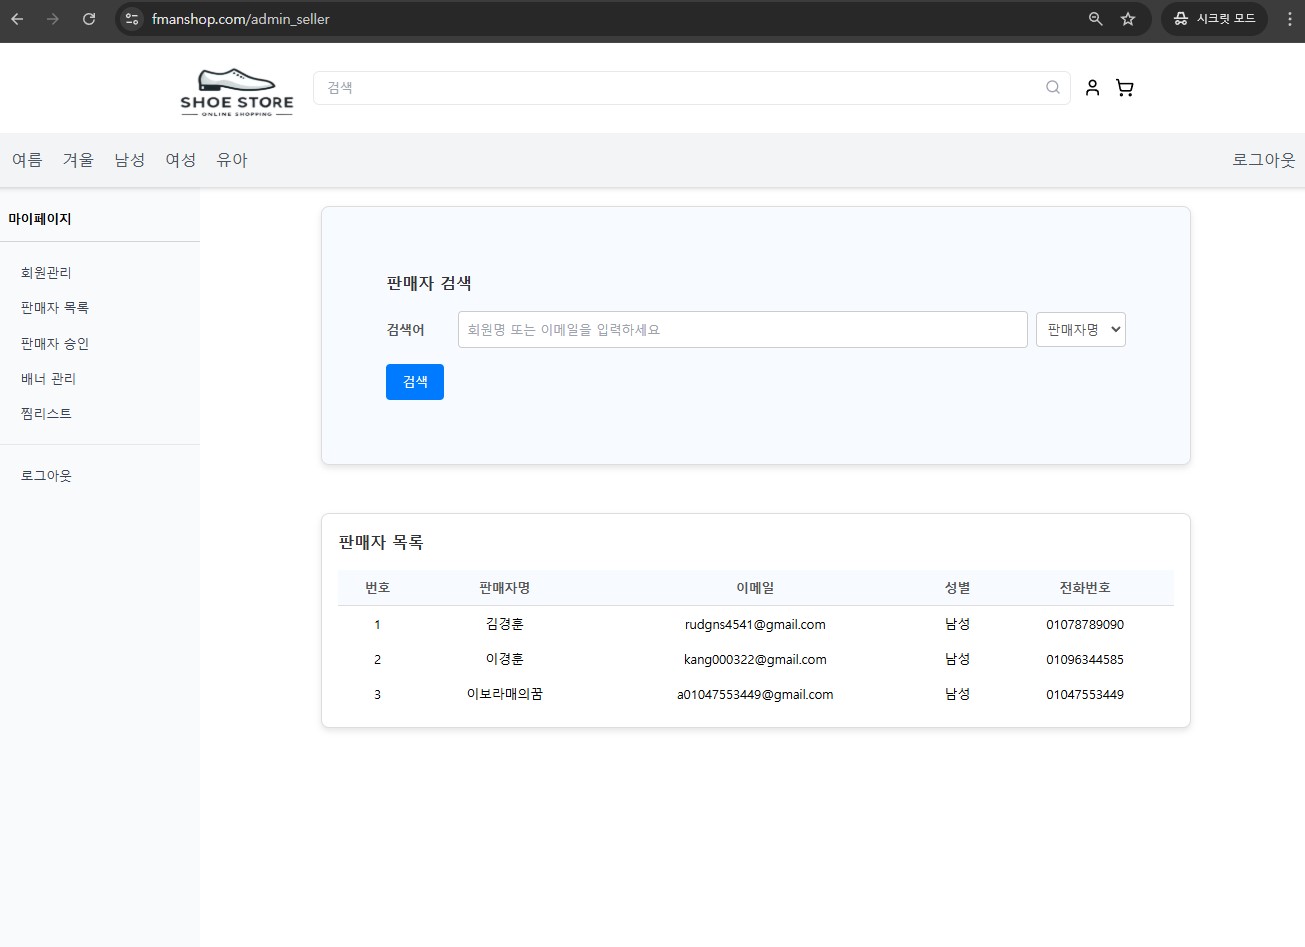 fmanshop.com/admin_seller
시크릿 모드
SHOE STORE
ONLINE SHOPPING
검색
여름 겨울 남성 여성 유아
로그아웃
마이페이지
회원관리
판매자 목록
판매자 승인
배너 관리
찜리스트
로그아웃
판매자 검색
검색어
회원명 또는 이메일을 입력하세요
판매자명
검색
판매자 목록
번호 판매자명 이메일 성별 전화번호
1 김경훈 rudgns4541@gmail.com 남성 01078789090
2 이경훈 kang000322@gmail.com 남성 01096344585
3 이보라매의꿈 a01047553449@gmail.com 남성 01047553449